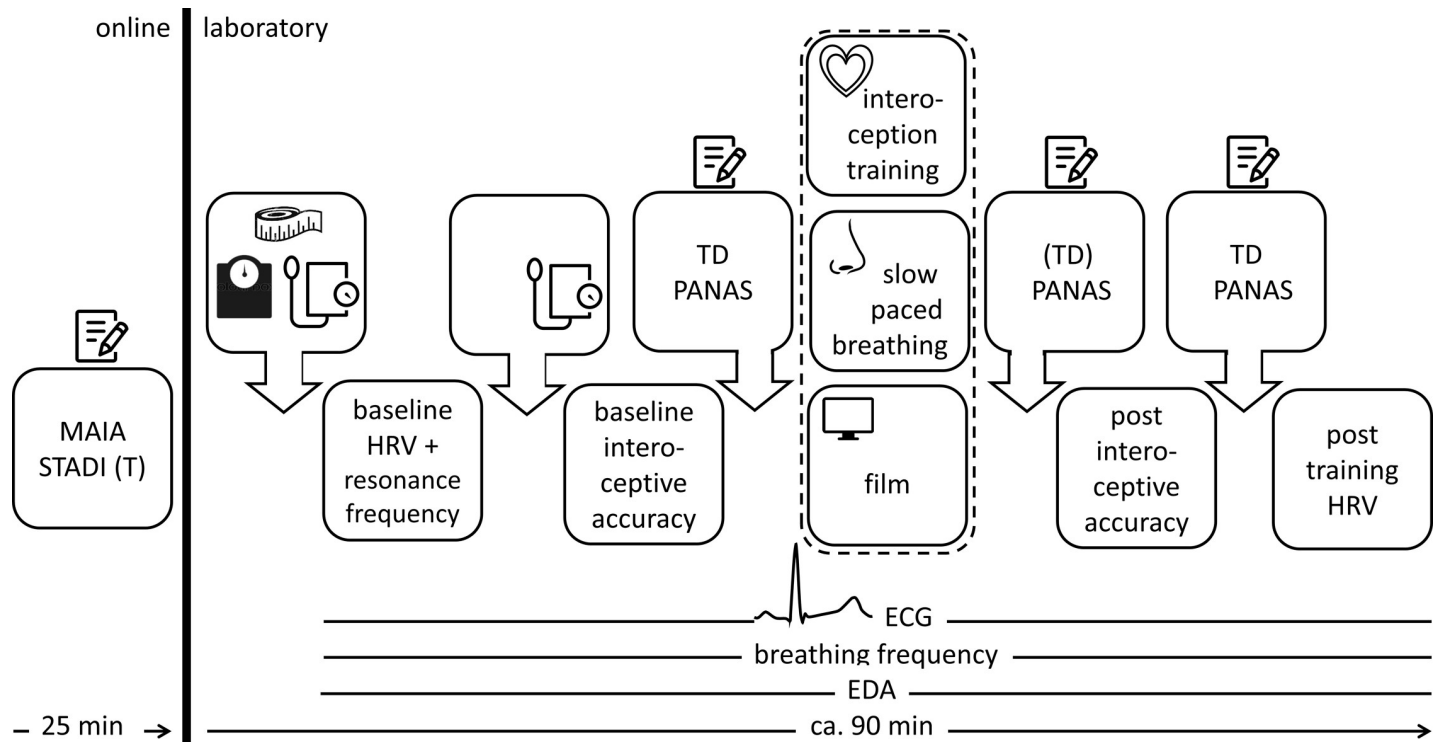 online
laboratory
MAIA
STADI (T)
baseline
HRV +
resonance
frequency
baseline
intero-
ceptive
accuracy
TD
PANAS
intero-
ception
training
slow
paced
breathing
film
(TD)
PANAS
post
intero-
ceptive
accuracy
TD
PANAS
post
training
HRV
ECG
breathing frequency
EDA
25 min
ca. 90 min